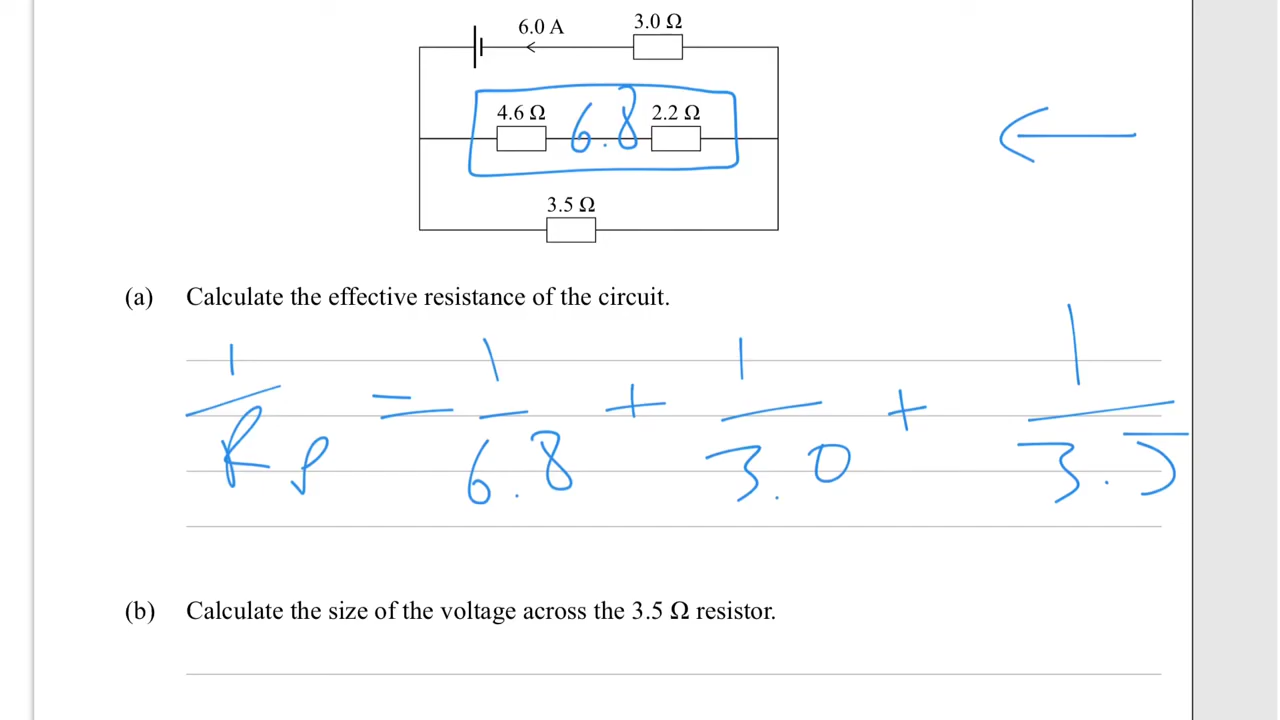 6.0 A 3.0 Ω
4.6 Ω 6.8 2.2 Ω
3.5 Ω
(a) Calculate the effective resistance of the circuit.
1/Rp = 1/6.8 + 1/3.0 + 1/3.5
(b) Calculate the size of the voltage across the 3.5 Ω resistor.